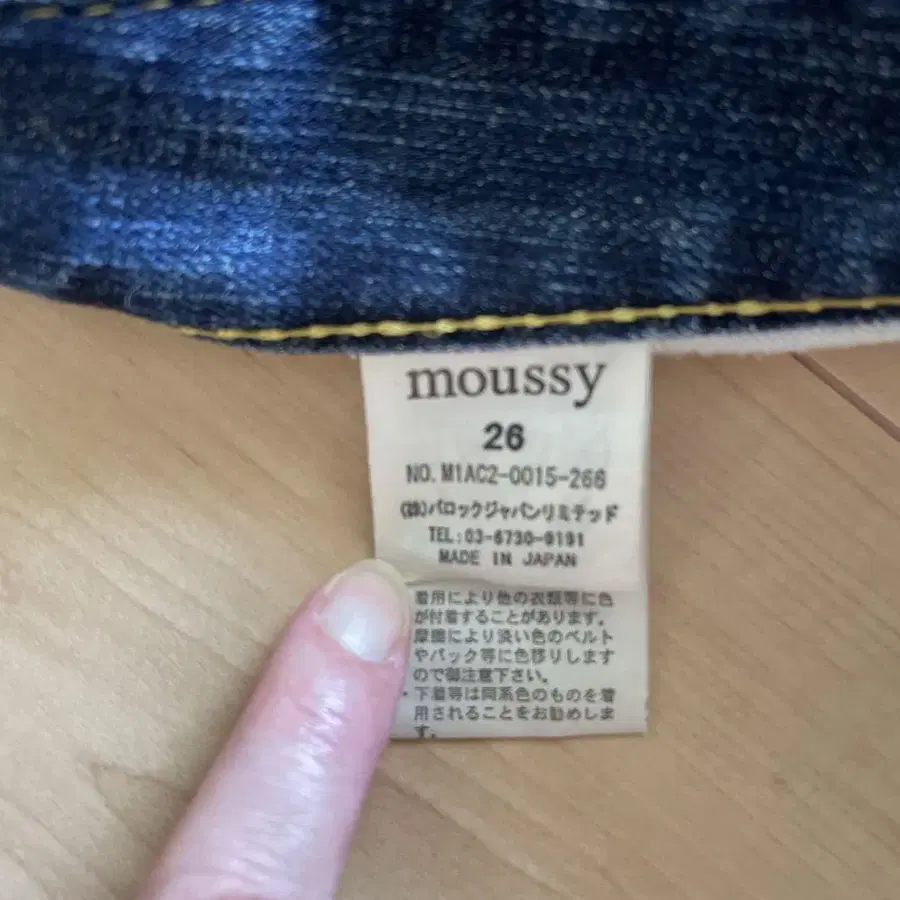 moussy
26
NO. M1AC2-0015-266
(株)バロックジャパンリミテッド
TEL:03-6730-9191
MADE IN JAPAN
着用により他の衣類等に色
が付着することがあります。
摩擦により淡い色のベルト
やバック等に色移りします
ので御注意下さい。
・下着等は同系色のものを着
用されることをお勧めしま
す。